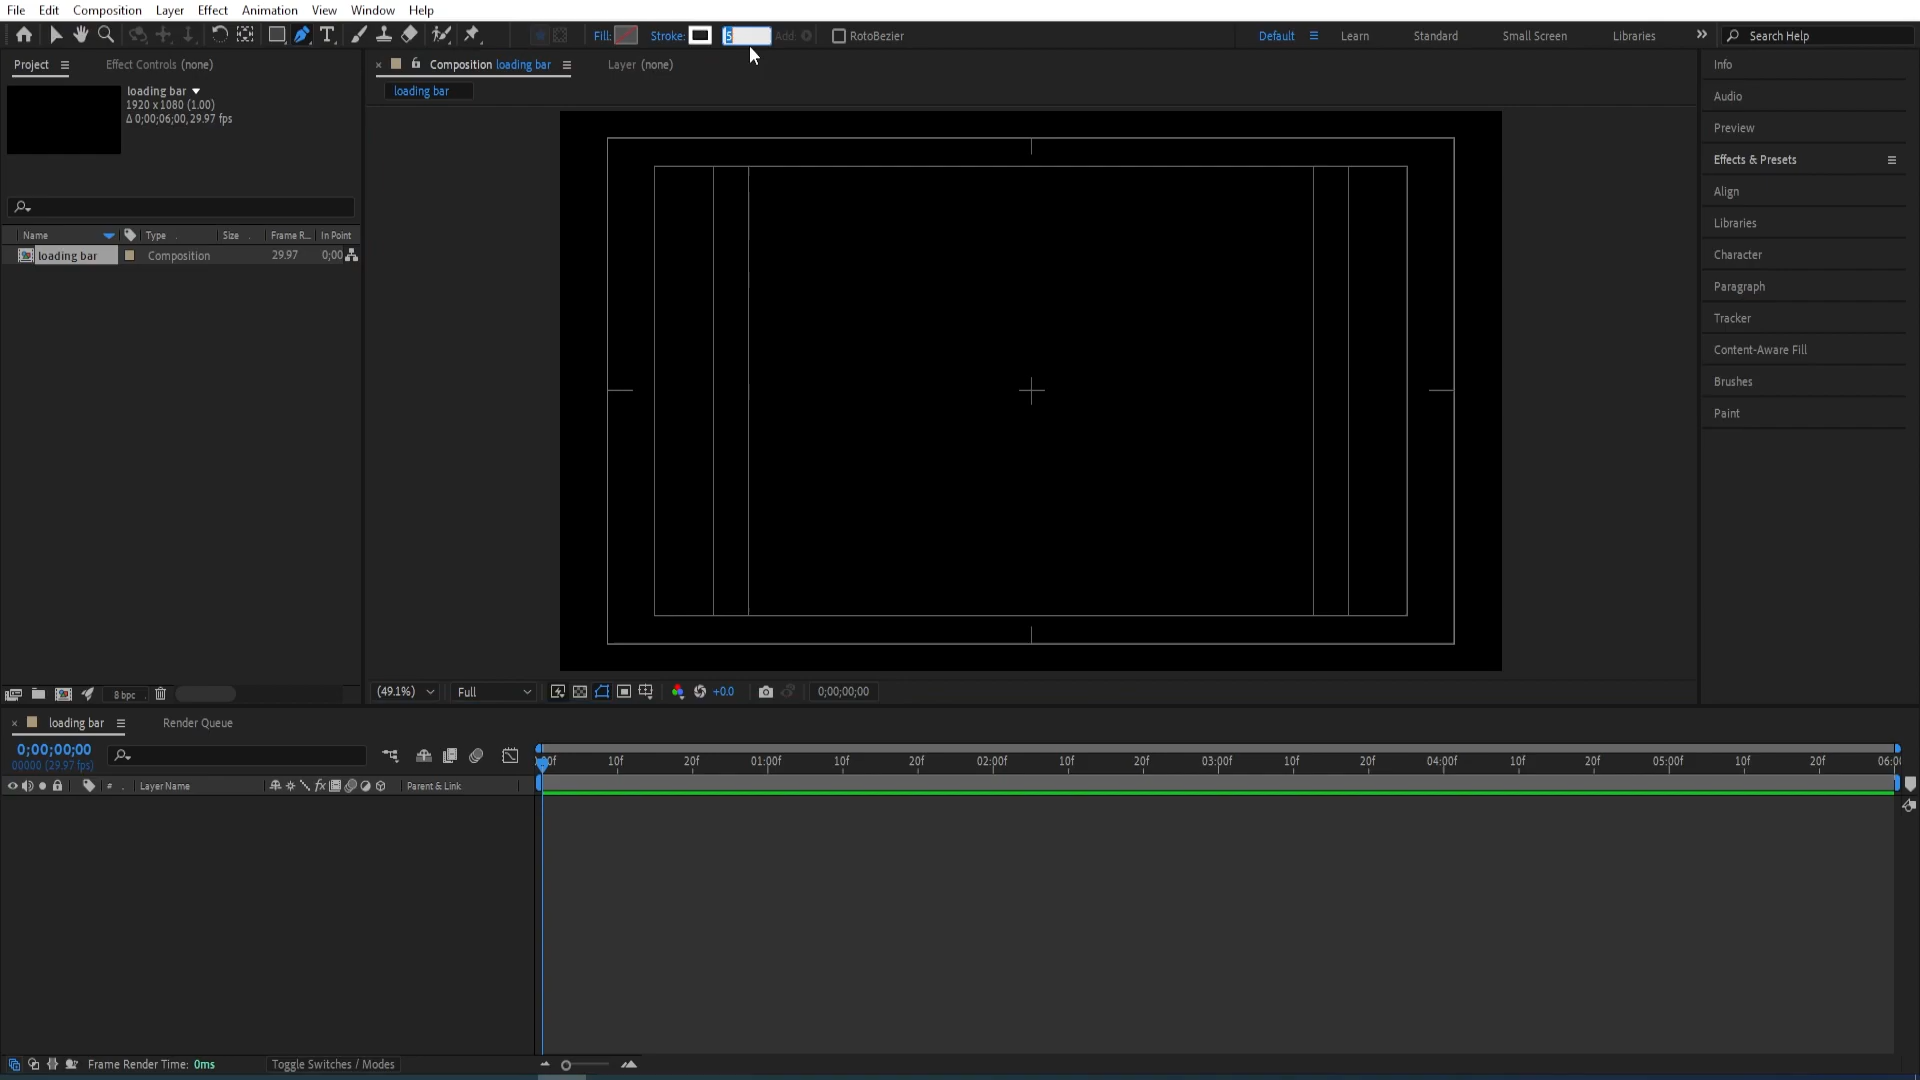 File Edit Composition Layer Effect Animation View Window Help
Fill: Stroke: 5 Add: RotoBezier Default Learn Standard Small Screen Libraries Search Help
Project Effect Controls (none)
Composition loading bar Layer (none)
loading bar
loading bar
1920 x 1080 (1.00)
Δ 0;00;06;00, 29.97 fps
Name Type Size Frame R... In Point
loading bar Composition 29.97 0;00
8 bpc
(49.1%) Full +0.0 0;00;00;00
Info
Audio
Preview
Effects & Presets
Align
Libraries
Character
Paragraph
Tracker
Content-Aware Fill
Brushes
Paint
loading bar Render Queue
0;00;00;00
00000 (29.97 fps)
# . Layer Name fx Parent & Link
00f 10f 20f 01:00f 10f 20f 02:00f 10f 20f 03:00f 10f 20f 04:00f 10f 20f 05:00f 10f 20f 06:00
Frame Render Time: 0ms Toggle Switches / Modes